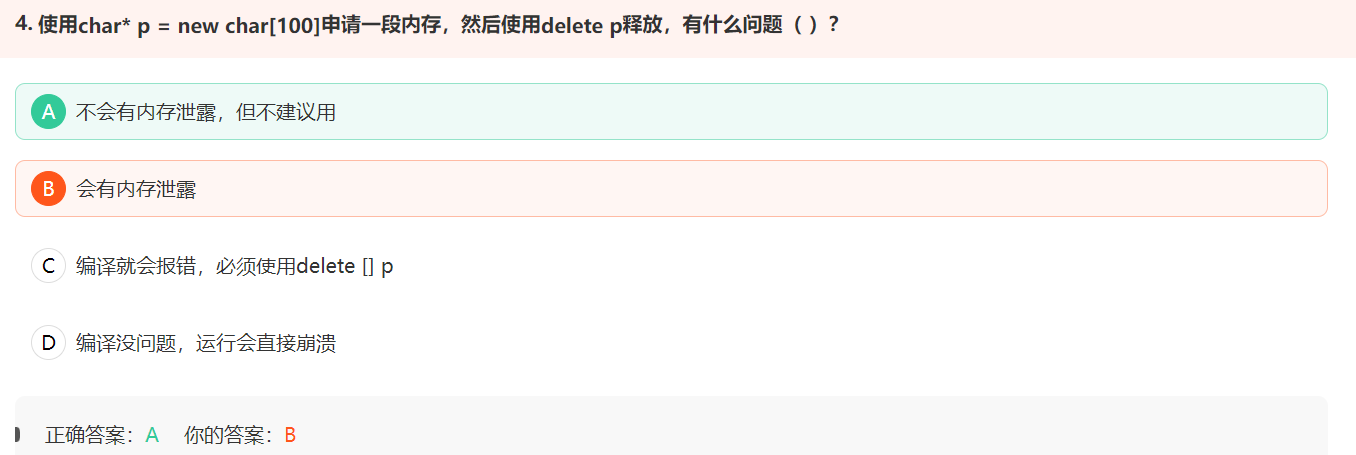 4. 使用char* p = new char[100]申请一段内存，然后使用delete p释放，有什么问题（ ）？
A 不会有内存泄露，但不建议用
B 会有内存泄露
C 编译就会报错，必须使用delete [] p
D 编译没问题，运行会直接崩溃
正确答案：A 你的答案：B